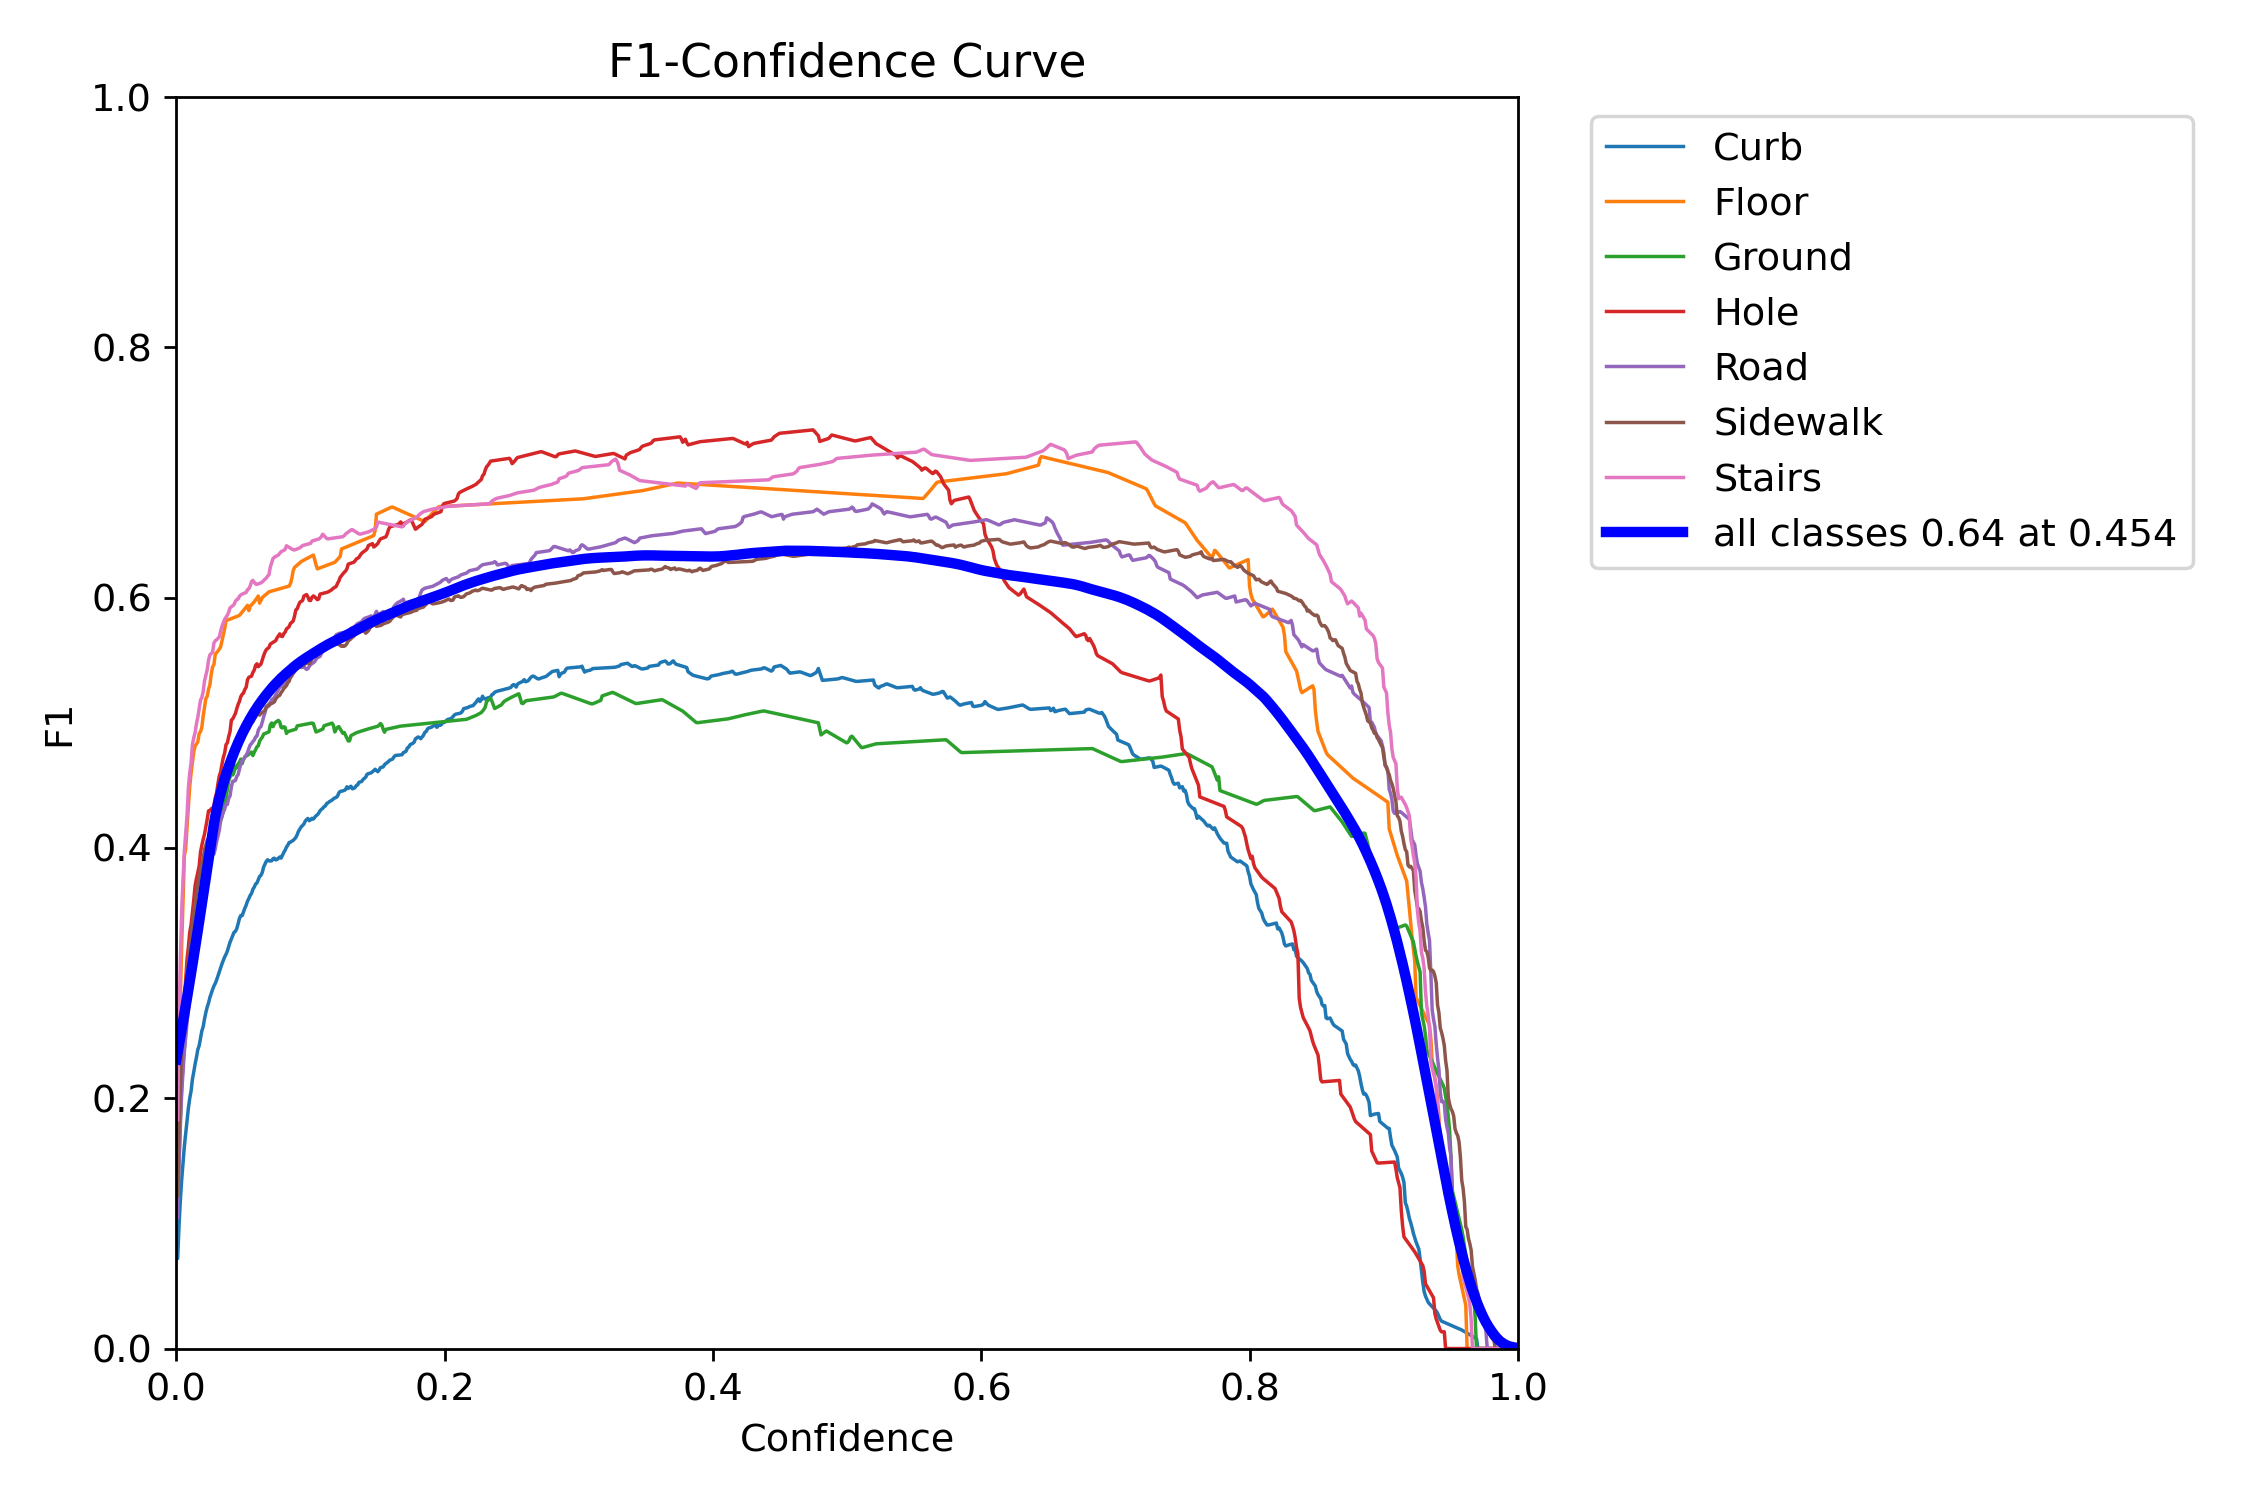 F1-Confidence Curve
1.0
0.8
0.6
0.4
0.2
0.0
F1
0.0 0.2 0.4 0.6 0.8 1.0
Confidence
Curb
Floor
Ground
Hole
Road
Sidewalk
Stairs
all classes 0.64 at 0.454